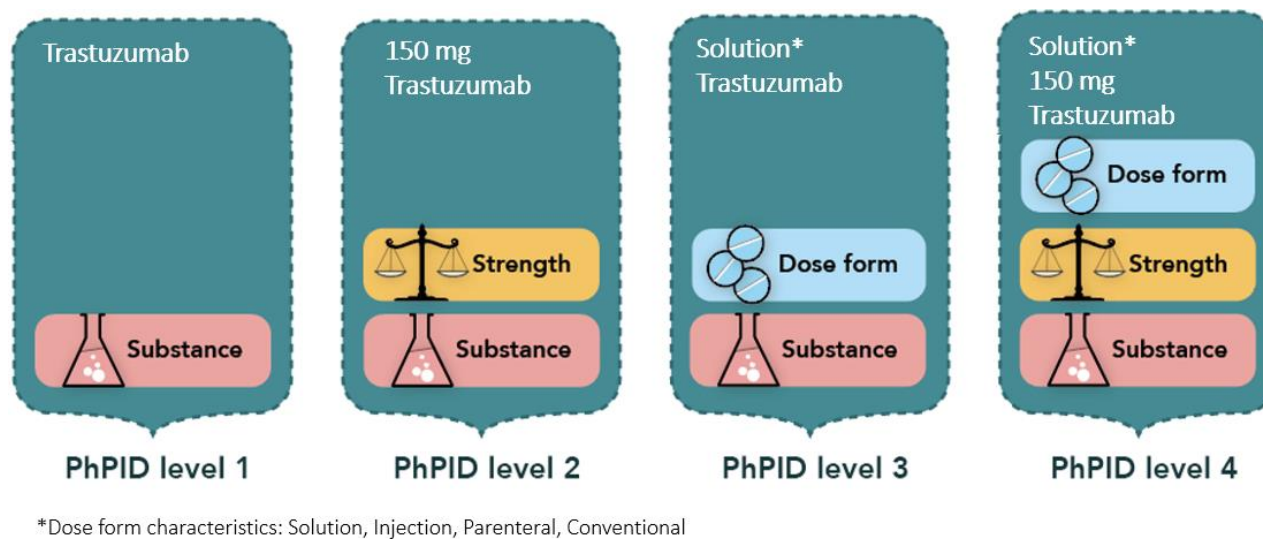 Trastuzumab
Substance
PhPID level 1
150 mg
Trastuzumab
Strength
Substance
PhPID level 2
Solution*
Trastuzumab
Dose form
Substance
PhPID level 3
Solution*
150 mg
Trastuzumab
Dose form
Strength
Substance
PhPID level 4
*Dose form characteristics: Solution, Injection, Parenteral, Conventional